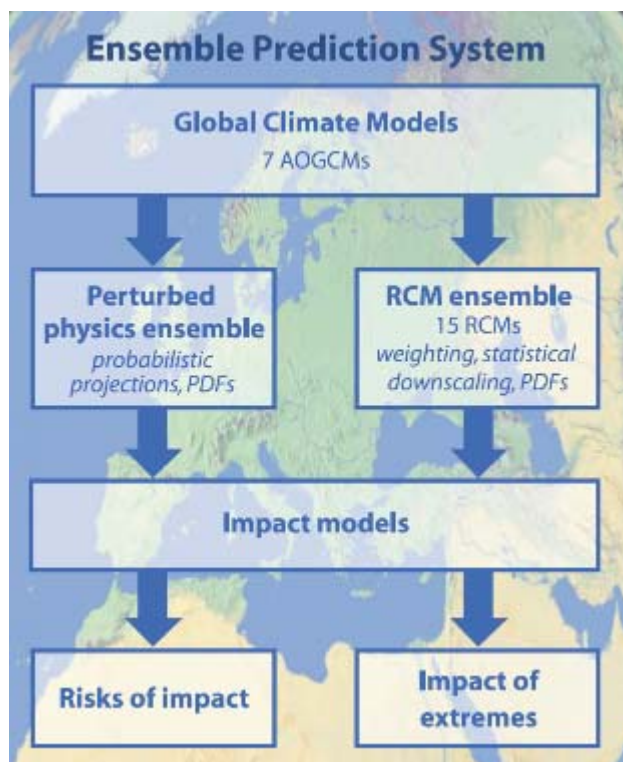 Ensemble Prediction System
Global Climate Models
7 AOGCMs
Perturbed
physics ensemble
probabilistic
projections, PDFs
RCM ensemble
15 RCMs
weighting, statistical
downscaling, PDFs
Impact models
Risks of impact
Impact of
extremes